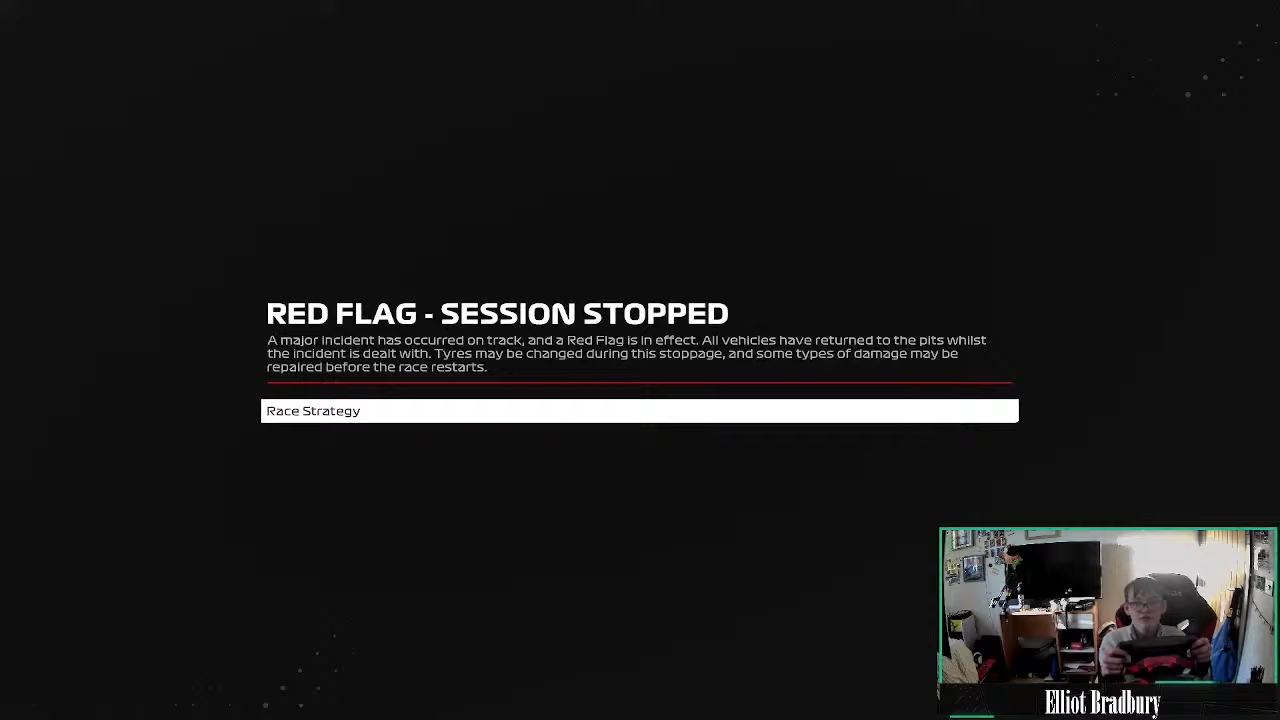 RED FLAG - SESSION STOPPED
A major incident has occurred on track, and a Red Flag is in effect. All vehicles have returned to the pits whilst
the incident is dealt with. Tyres may be changed during this stoppage, and some types of damage may be
repaired before the race restarts.
Race Strategy
Elliot Bradbury